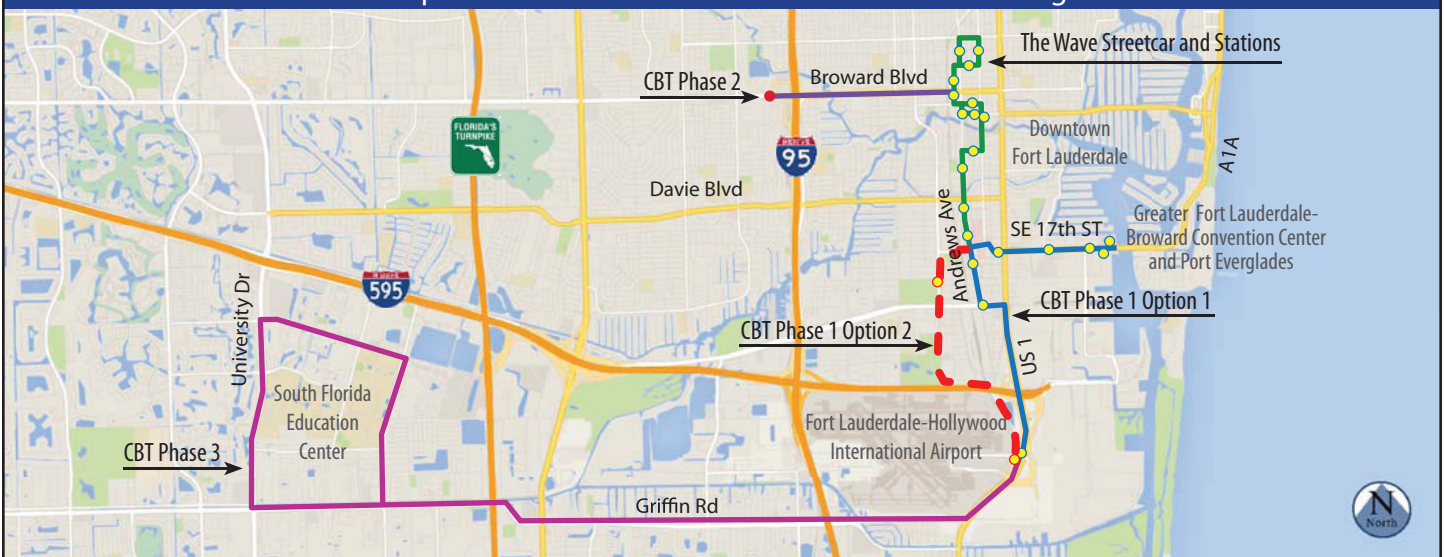 The Wave Streetcar and Stations
CBT Phase 2
Broward Blvd
FLORIDA'S
TURNPIKE
95
Downtown
Fort Lauderdale
A1A
Davie Blvd
Andrews Ave
SE 17th ST
Greater Fort Lauderdale-
Broward Convention Center
and Port Everglades
595
University Dr
CBT Phase 1 Option 1
CBT Phase 1 Option 2
US 1
South Florida
Education
Center
Fort Lauderdale-Hollywood
International Airport
CBT Phase 3
Griffin Rd
N
North